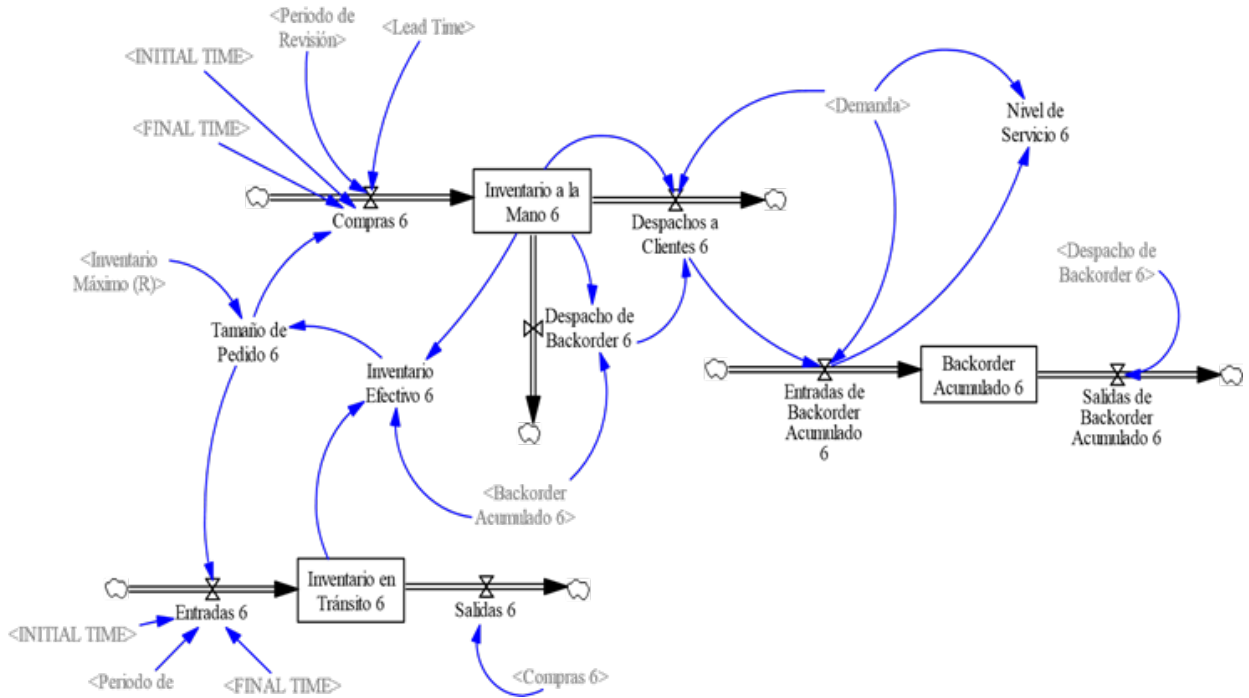 <Periodo de
Revisión>
<Lead Time>
<INITIAL TIME>
<FINAL TIME>
<Demanda>
Nivel de
Servicio 6
Inventario a la
Mano 6
Compras 6
Despachos a
Clientes 6
<Inventario
Máximo (R)>
<Despacho de
Backorder 6>
Tamaño de
Pedido 6
Despacho de
Backorder 6
Inventario
Efectivo 6
Backorder
Acumulado 6
Entradas de
Backorder
Acumulado
6
Salidas de
Backorder
Acumulado 6
<Backorder
Acumulado 6>
Inventario en
Tránsito 6
Entradas 6
Salidas 6
<INITIAL TIME>
<Periodo de
<FINAL TIME>
<Compras 6>